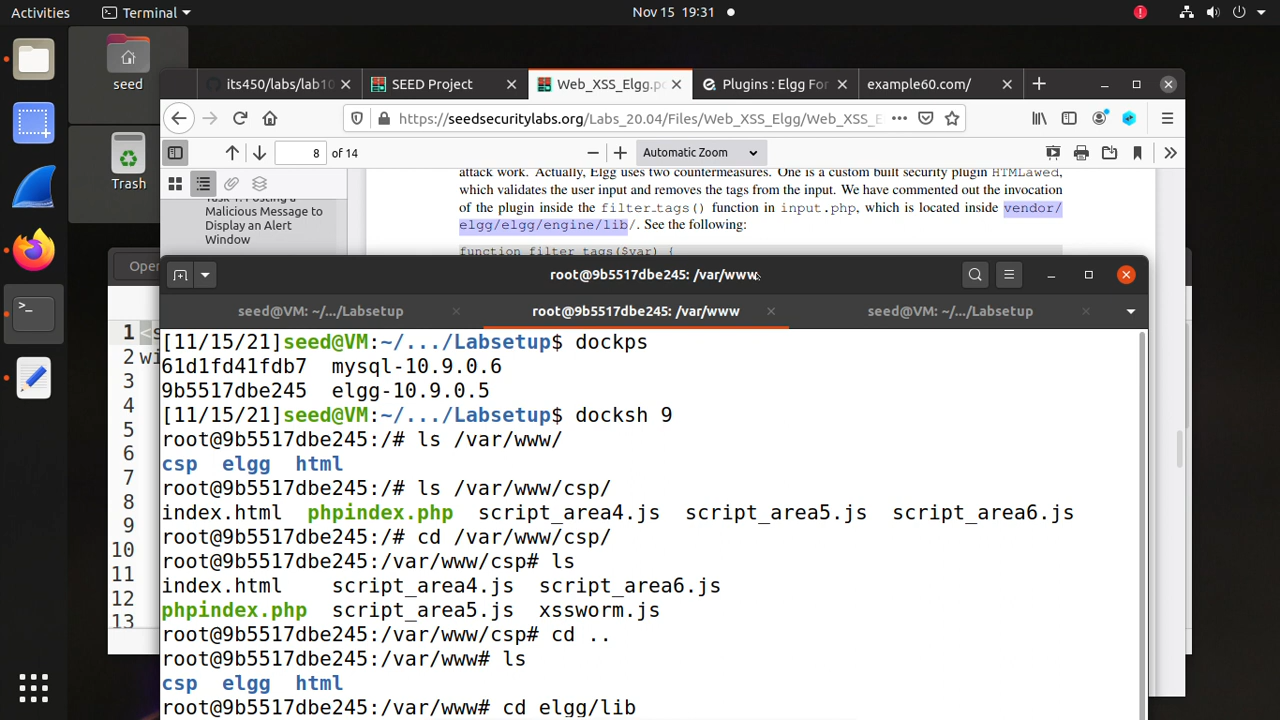 Activities
Terminal
Nov 15 19:31
seed
Trash
its450/labs/lab10
SEED Project
Web_XSS_Elgg.pd
Plugins : Elgg For
example60.com/
https://seedsecuritylabs.org/Labs_20.04/Files/Web_XSS_Elgg/Web_XSS_E
8 of 14
Automatic Zoom
Malicious Message to
Display an Alert
Window
attack work. Actually, Elgg uses two countermeasures. One is a custom built security plugin HTMLawed,
which validates the user input and removes the tags from the input. We have commented out the invocation
of the plugin inside the filter_tags() function in input.php, which is located inside vendor/
elgg/elgg/engine/lib/. See the following:
function filter_tags($var) {
Open
1 <s
2 wi
3
4
5
6
7
8
9
10
11
12
13
root@9b5517dbe245: /var/www
seed@VM: ~/.../Labsetup
root@9b5517dbe245: /var/www
seed@VM: ~/.../Labsetup
[11/15/21]seed@VM:~/.../Labsetup$ dockps
61d1fd41fdb7 mysql-10.9.0.6
9b5517dbe245 elgg-10.9.0.5
[11/15/21]seed@VM:~/.../Labsetup$ docksh 9
root@9b5517dbe245:/# ls /var/www/
csp elgg html
root@9b5517dbe245:/# ls /var/www/csp/
index.html phpindex.php script_area4.js script_area5.js script_area6.js
root@9b5517dbe245:/# cd /var/www/csp/
root@9b5517dbe245:/var/www/csp# ls
index.html script_area4.js script_area6.js
phpindex.php script_area5.js xssworm.js
root@9b5517dbe245:/var/www/csp# cd ..
root@9b5517dbe245:/var/www# ls
csp elgg html
root@9b5517dbe245:/var/www# cd elgg/lib